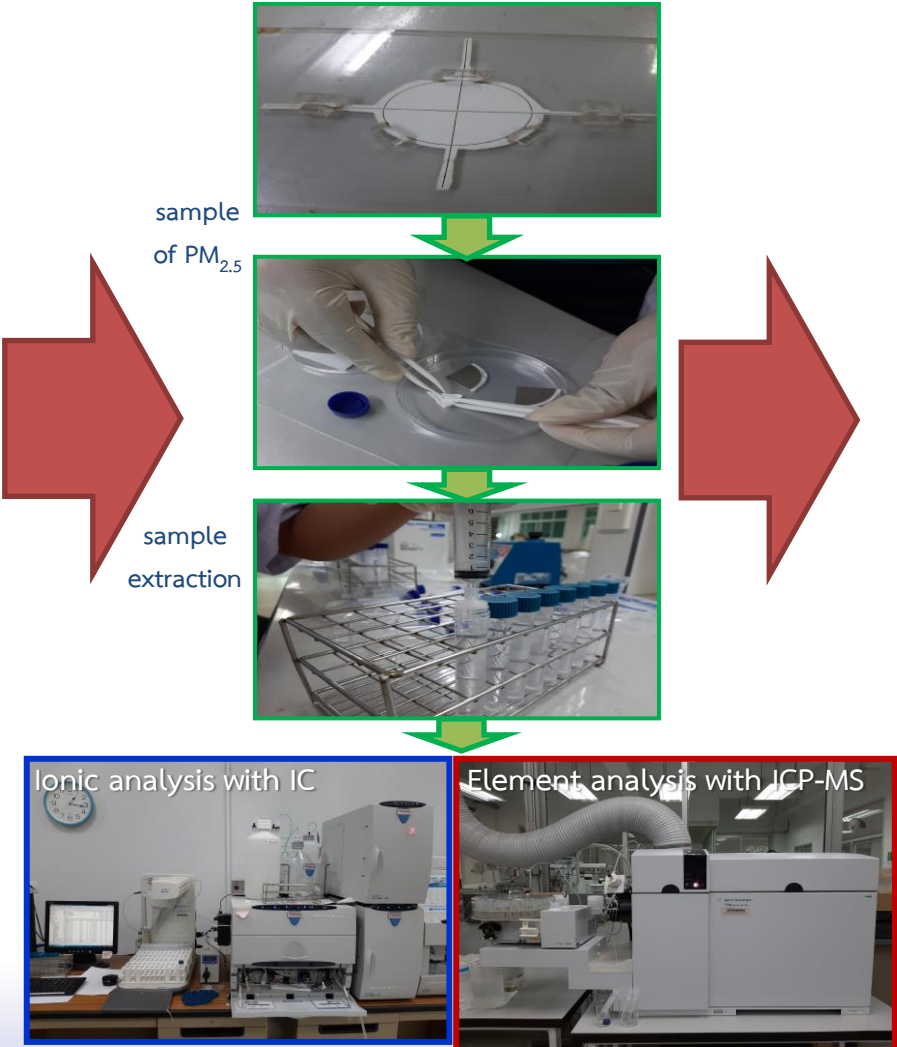 sample
of PM2.5
sample
extraction
Ionic analysis with IC
Element analysis with ICP-MS